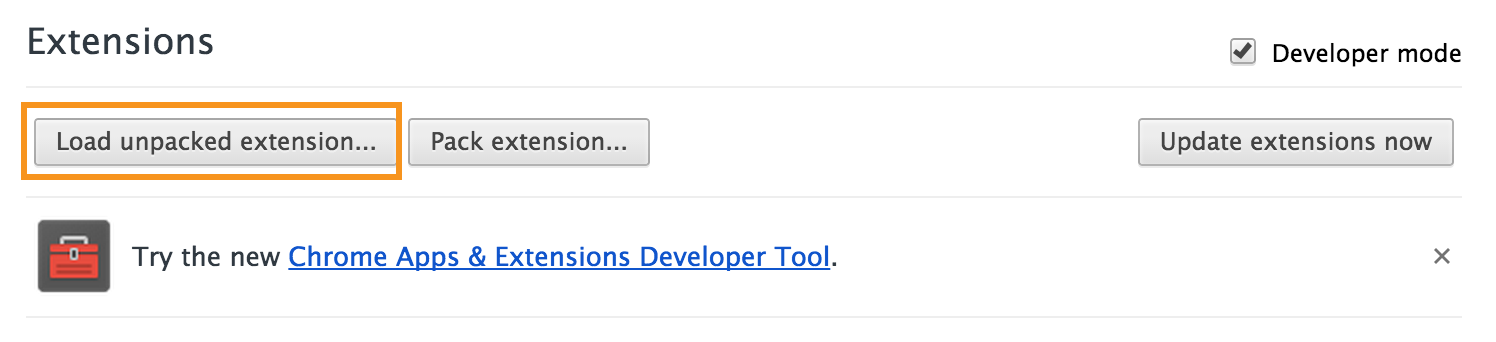 Extensions
Developer mode
Load unpacked extension... Pack extension... Update extensions now
Try the new Chrome Apps & Extensions Developer Tool.